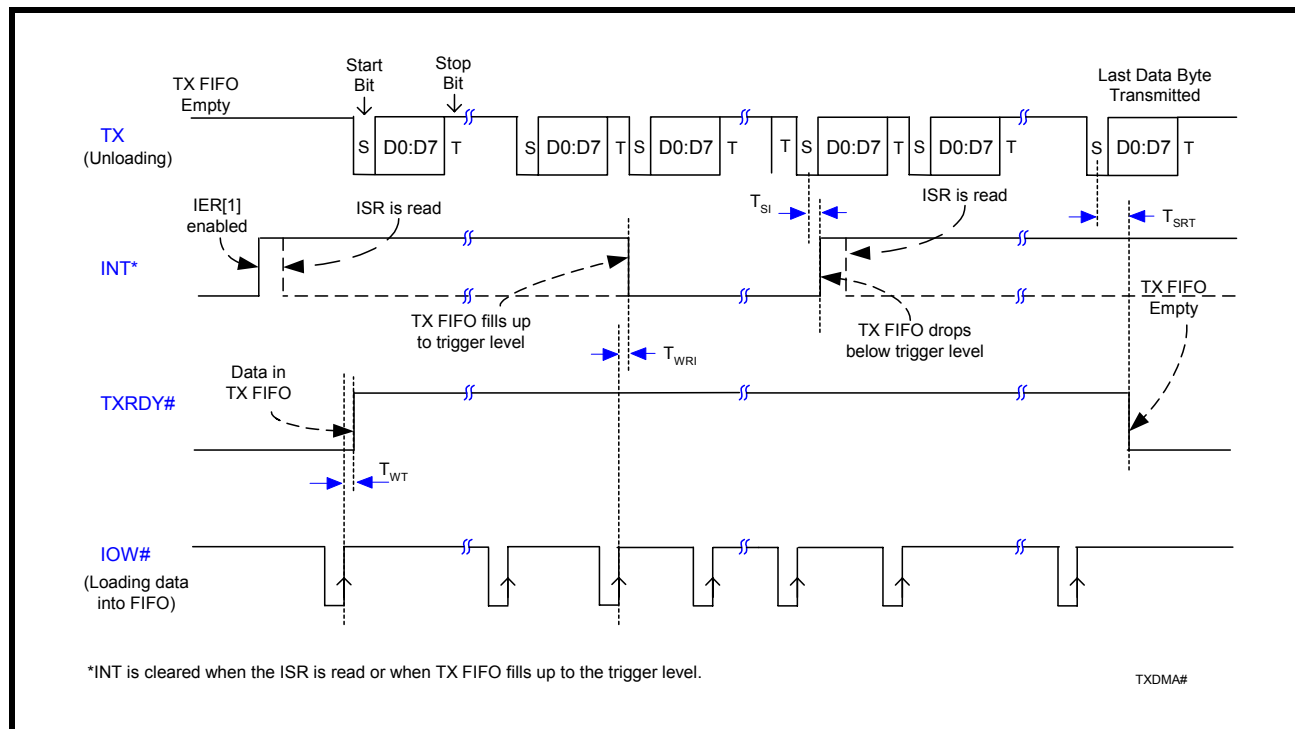 TX FIFO
Empty
Start
Bit
Stop
Bit
Last Data Byte
Transmitted
TX
(Unloading)
S D0:D7 T S D0:D7 T S D0:D7 T T S D0:D7 T S D0:D7 T S D0:D7 T
IER[1]
enabled
ISR is read
TSI
ISR is read
TSRT
INT*
TX FIFO fills up
to trigger level
TX FIFO drops
below trigger level
TX FIFO
Empty
TWRI
Data in
TX FIFO
TXRDY#
TWT
IOW#
(Loading data
into FIFO)
*INT is cleared when the ISR is read or when TX FIFO fills up to the trigger level.
TXDMA#